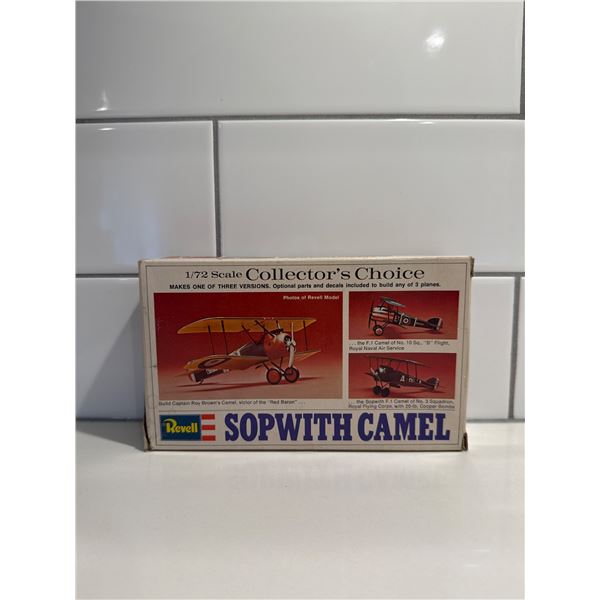 1/72 Scale Collector's Choice
MAKES ONE OF THREE VERSIONS. Optional parts and decals included to build any of 3 planes.
Photos of Revell Model
Build Captain Roy Brown's Camel, victor of the "Red Baron" . . .
. . . the F.1 Camel of No. 10 Sq., "B" Flight,
Royal Naval Air Service
. . . the Sopwith F.1 Camel of No. 3 Squadron,
Royal Flying Corps, with 20-lb. Cooper Bombs
Revell
SOPWITH CAMEL